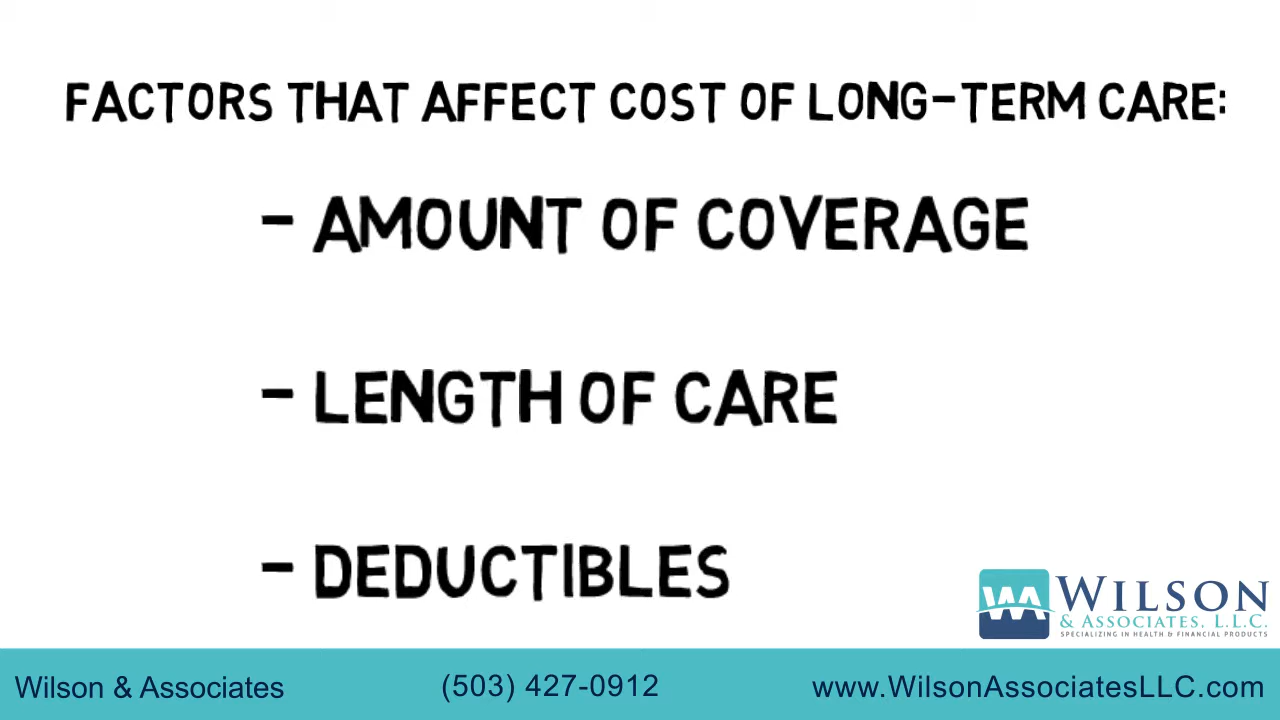 FACTORS THAT AFFECT COST OF LONG-TERM CARE:
- AMOUNT OF COVERAGE
- LENGTH OF CARE
- DEDUCTIBLES
WILSON
& ASSOCIATES, L.L.C.
SPECIALIZING IN HEALTH & FINANCIAL PRODUCTS
Wilson & Associates (503) 427-0912 www.WilsonAssociatesLLC.com